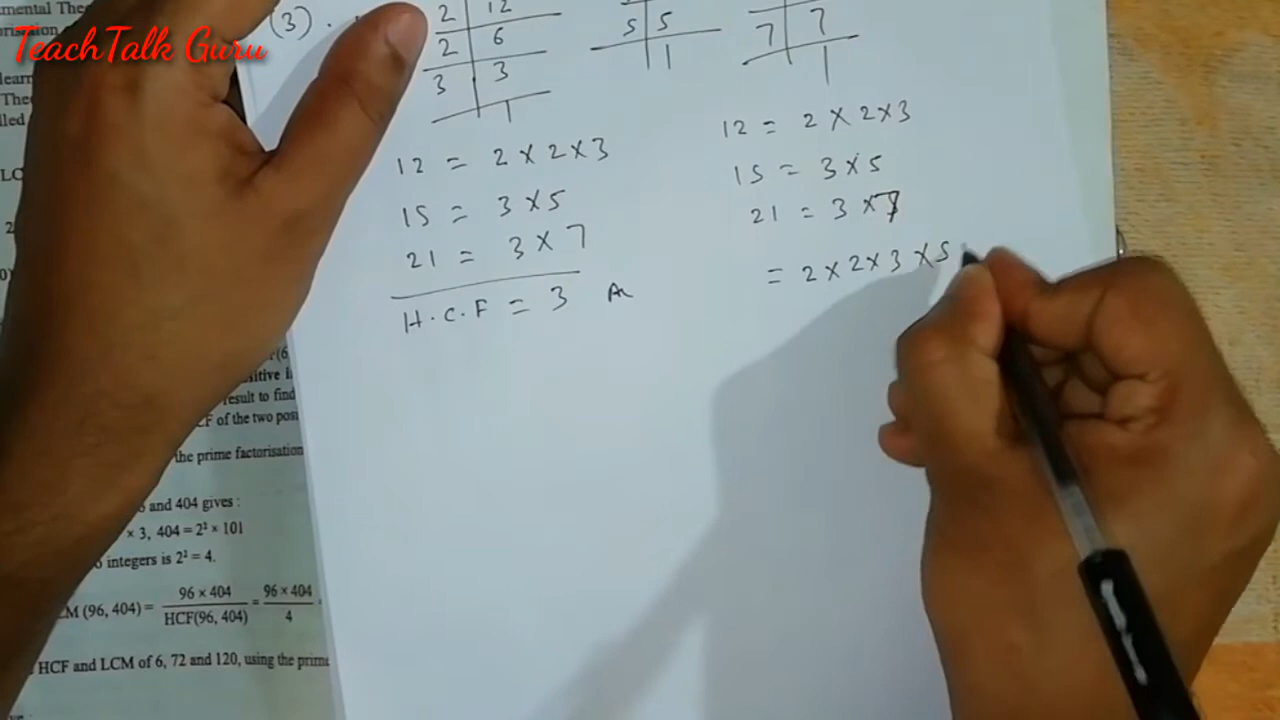 TeachTalk Guru
(3).
2 | 12
2 | 6
3 | 3
1
5 | 5
1
7 | 7
1
12 = 2 × 2 × 3
15 = 3 × 5
21 = 3 × 7
H.C.F = 3
12 = 2 × 2 × 3
15 = 3 × 5
21 = 3 × 7
= 2 × 2 × 3 × 5
result to find
the prime factorisation
and 404 gives :
× 3, 404 = 2² × 101
integers is 2² = 4.
(96, 404) = 96 × 404 / HCF(96, 404) = 96 × 404 / 4 =
HCF and LCM of 6, 72 and 120, using the prime